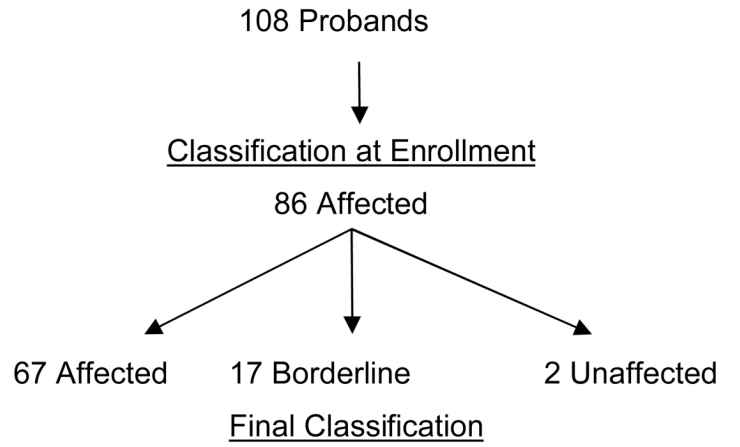 108 Probands
Classification at Enrollment
86 Affected
67 Affected 17 Borderline 2 Unaffected
Final Classification